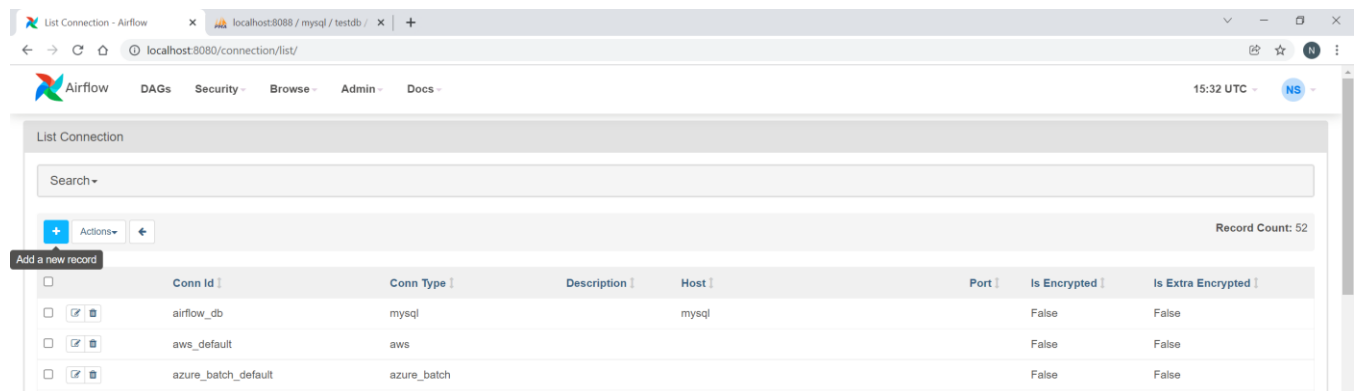 List Connection - Airflow
localhost:8088 / mysql / testdb /
localhost:8080/connection/list/
N
Airflow DAGs Security Browse Admin Docs 15:32 UTC NS
List Connection
Search
Actions Record Count: 52
Add a new record
Conn Id Conn Type Description Host Port Is Encrypted Is Extra Encrypted
airflow_db mysql mysql False False
aws_default aws False False
azure_batch_default azure_batch False False